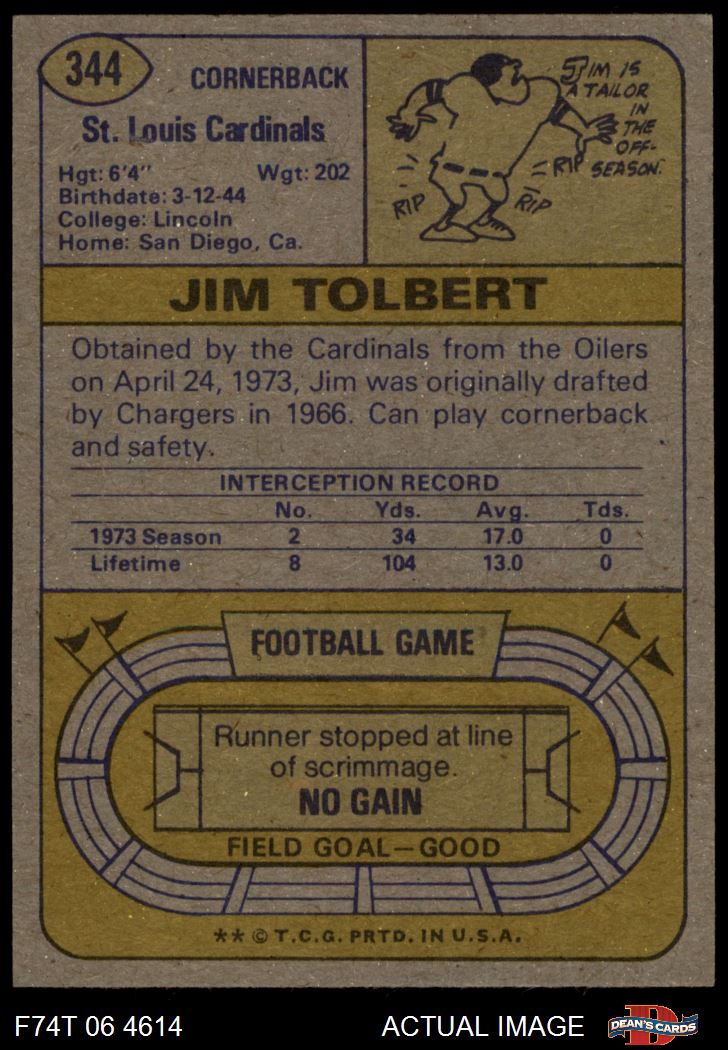 344
CORNERBACK
St. Louis Cardinals
Hgt: 6'4" Wgt: 202
Birthdate: 3-12-44
College: Lincoln
Home: San Diego, Ca.
JIM IS
A TAILOR
IN
THE
OFF-
SEASON.
RIP
RIP
RIP
JIM TOLBERT
Obtained by the Cardinals from the Oilers
on April 24, 1973, Jim was originally drafted
by Chargers in 1966. Can play cornerback
and safety.
INTERCEPTION RECORD
No. Yds. Avg. Tds.
1973 Season 2 34 17.0 0
Lifetime 8 104 13.0 0
FOOTBALL GAME
Runner stopped at line
of scrimmage.
NO GAIN
FIELD GOAL—GOOD
** © T.C.G. PRTD. IN U.S.A.
F74T 06 4614 ACTUAL IMAGE
D
DEAN'S CARDS